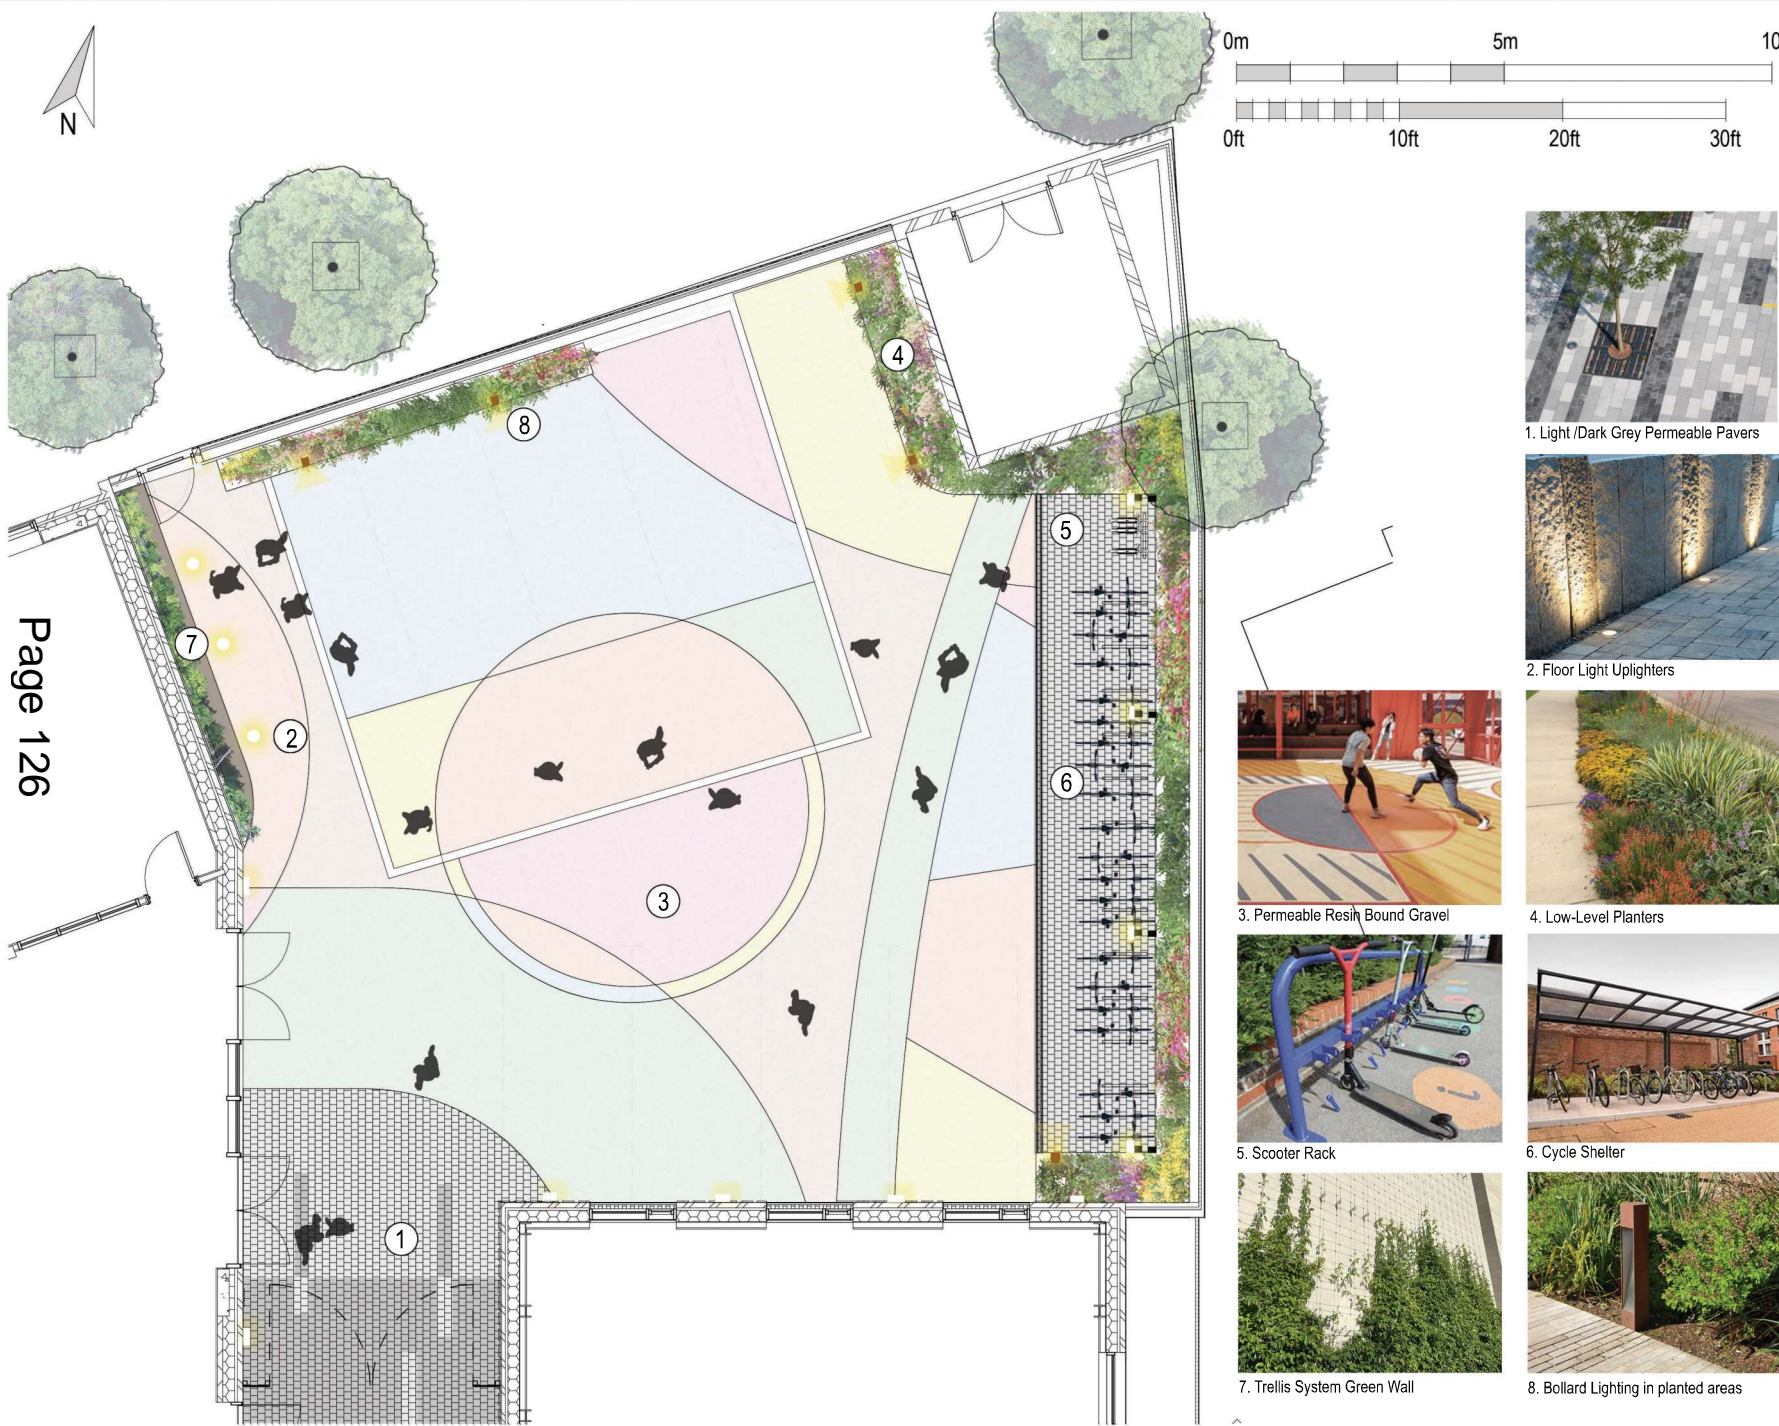 N
0m 5m 10
0ft 10ft 20ft 30ft
4
8
5
7
2
6
3
1
Page 126
1. Light /Dark Grey Permeable Pavers
2. Floor Light Uplighters
3. Permeable Resin Bound Gravel
4. Low-Level Planters
5. Scooter Rack
6. Cycle Shelter
7. Trellis System Green Wall
8. Bollard Lighting in planted areas